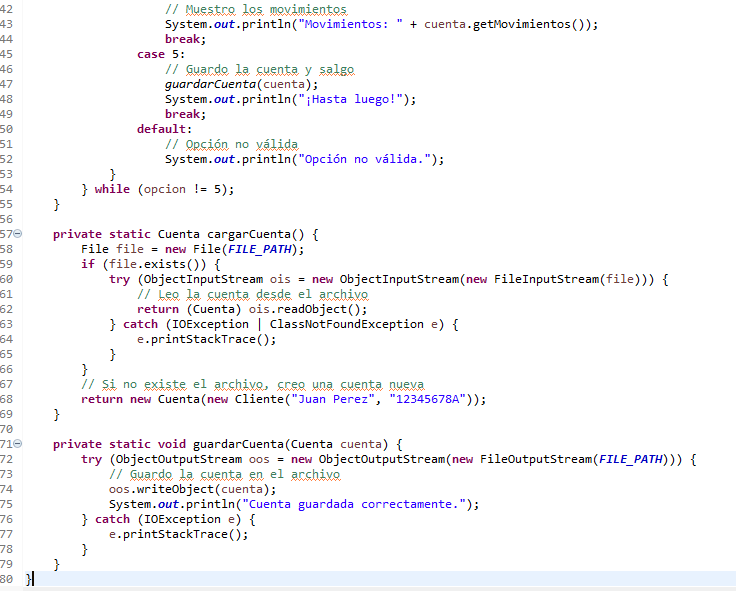 42 // Muestro los movimientos
43 System.out.println("Movimientos: " + cuenta.getMovimientos());
44 break;
45 case 5:
46 // Guardo la cuenta y salgo
47 guardarCuenta(cuenta);
48 System.out.println("¡Hasta luego!");
49 break;
50 default:
51 // Opción no válida
52 System.out.println("Opción no válida.");
53 }
54 } while (opcion != 5);
55 }
56
57 private static Cuenta cargarCuenta() {
58 File file = new File(FILE_PATH);
59 if (file.exists()) {
60 try (ObjectInputStream ois = new ObjectInputStream(new FileInputStream(file))) {
61 // Leo la cuenta desde el archivo
62 return (Cuenta) ois.readObject();
63 } catch (IOException | ClassNotFoundException e) {
64 e.printStackTrace();
65 }
66 }
67 // Si no existe el archivo, creo una cuenta nueva
68 return new Cuenta(new Cliente("Juan Perez", "12345678A"));
69 }
70
71 private static void guardarCuenta(Cuenta cuenta) {
72 try (ObjectOutputStream oos = new ObjectOutputStream(new FileOutputStream(FILE_PATH))) {
73 // Guardo la cuenta en el archivo
74 oos.writeObject(cuenta);
75 System.out.println("Cuenta guardada correctamente.");
76 } catch (IOException e) {
77 e.printStackTrace();
78 }
79 }
80 }